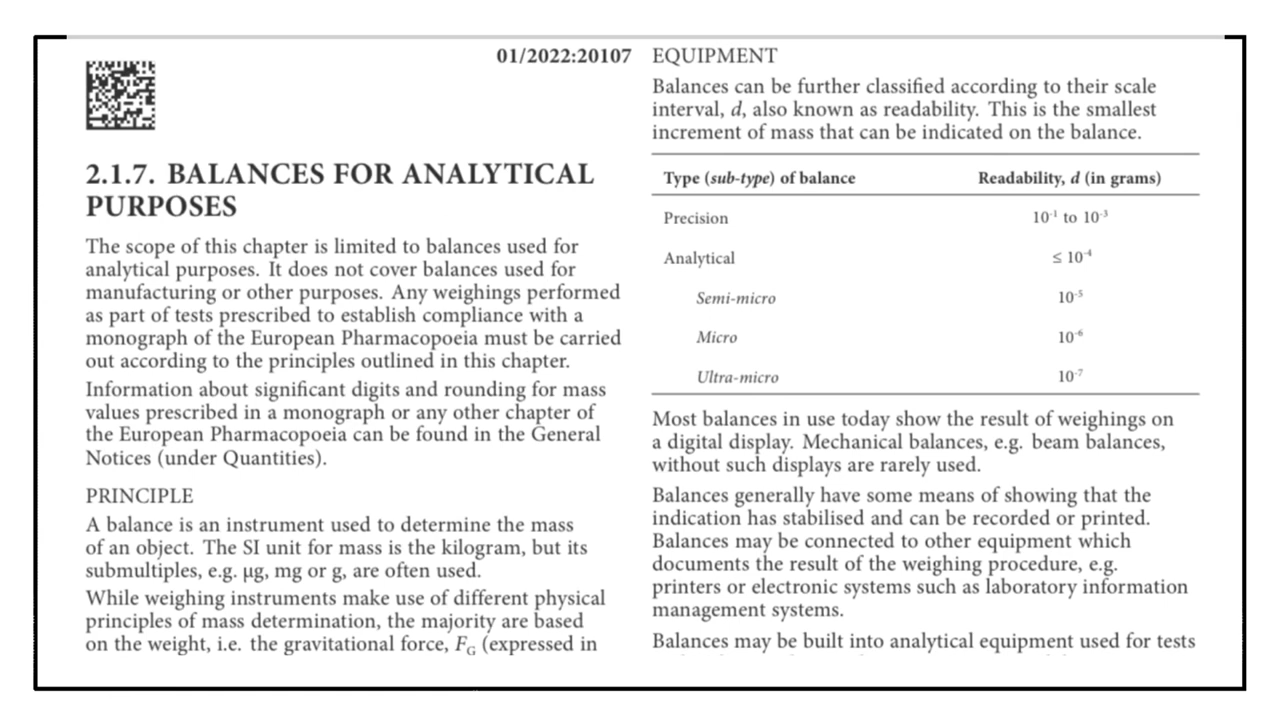 01/2022:20107
2.1.7. BALANCES FOR ANALYTICAL
PURPOSES
The scope of this chapter is limited to balances used for
analytical purposes. It does not cover balances used for
manufacturing or other purposes. Any weighings performed
as part of tests prescribed to establish compliance with a
monograph of the European Pharmacopoeia must be carried
out according to the principles outlined in this chapter.
Information about significant digits and rounding for mass
values prescribed in a monograph or any other chapter of
the European Pharmacopoeia can be found in the General
Notices (under Quantities).
PRINCIPLE
A balance is an instrument used to determine the mass
of an object. The SI unit for mass is the kilogram, but its
submultiples, e.g. µg, mg or g, are often used.
While weighing instruments make use of different physical
principles of mass determination, the majority are based
on the weight, i.e. the gravitational force, F_G (expressed in
EQUIPMENT
Balances can be further classified according to their scale
interval, d, also known as readability. This is the smallest
increment of mass that can be indicated on the balance.
Type (sub-type) of balance Readability, d (in grams)
Precision 10⁻¹ to 10⁻³
Analytical ≤ 10⁻⁴
Semi-micro 10⁻⁵
Micro 10⁻⁶
Ultra-micro 10⁻⁷
Most balances in use today show the result of weighings on
a digital display. Mechanical balances, e.g. beam balances,
without such displays are rarely used.
Balances generally have some means of showing that the
indication has stabilised and can be recorded or printed.
Balances may be connected to other equipment which
documents the result of the weighing procedure, e.g.
printers or electronic systems such as laboratory information
management systems.
Balances may be built into analytical equipment used for tests